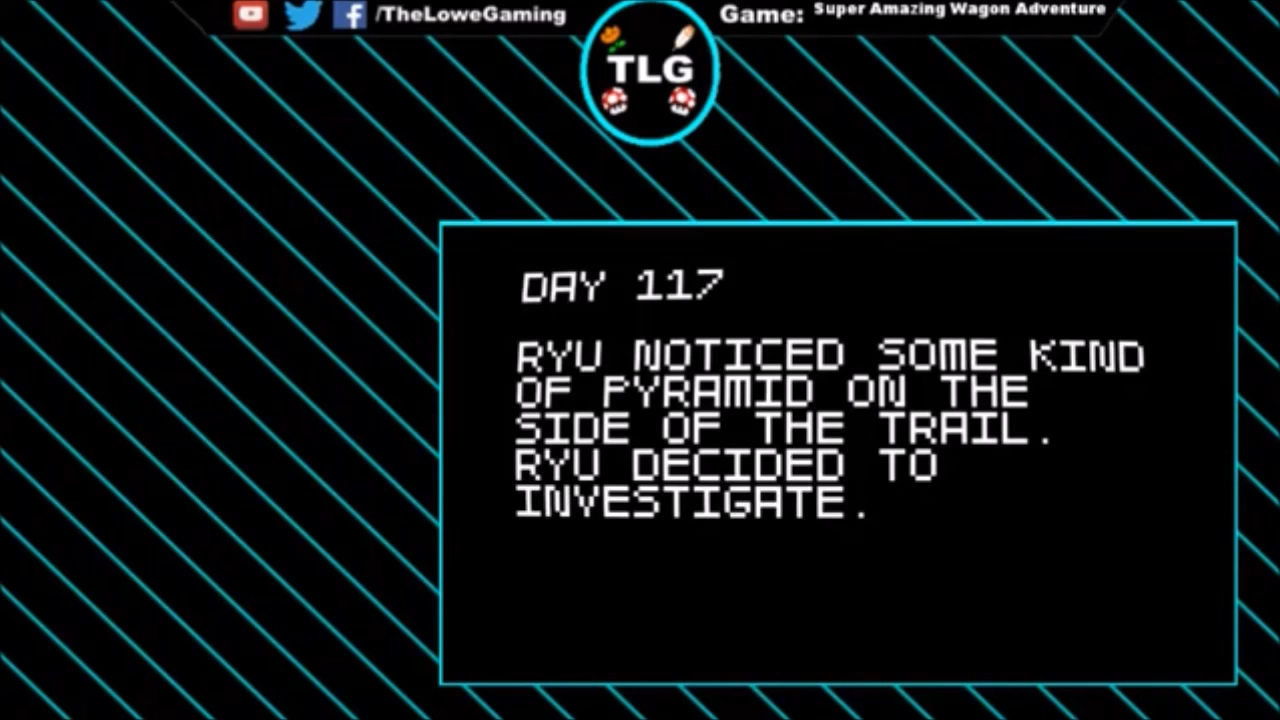 /TheLoweGaming
Game: Super Amazing Wagon Adventure
TLG
DAY 117
RYU NOTICED SOME KIND
OF PYRAMID ON THE
SIDE OF THE TRAIL.
RYU DECIDED TO
INVESTIGATE.